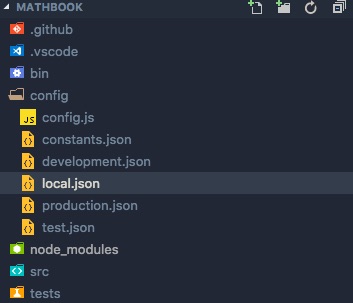 MATHBOOK
.github
.vscode
bin
config
JS config.js
{} constants.json
{} development.json
{} local.json
{} production.json
{} test.json
node_modules
src
tests